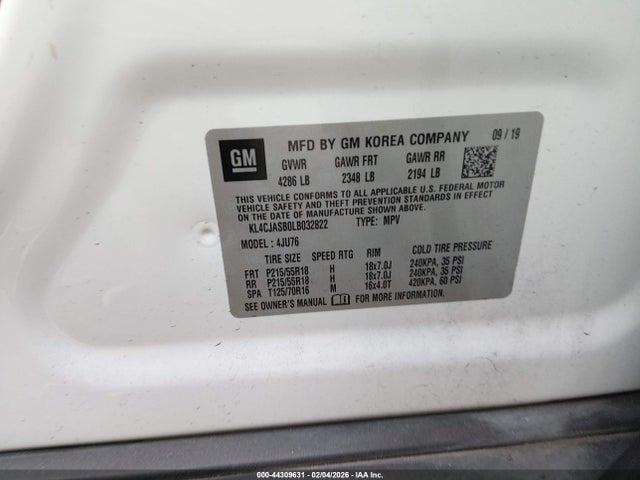 GM
MFD BY GM KOREA COMPANY 09 / 19
GVWR GAWR FRT GAWR RR
4286 LB 2348 LB 2194 LB
THIS VEHICLE CONFORMS TO ALL APPLICABLE U.S. FEDERAL MOTOR
VEHICLE SAFETY AND THEFT PREVENTION STANDARDS IN EFFECT ON THE
DATE OF MANUFACTURE SHOWN ABOVE.
KL4CJASB0LB032822 TYPE: MPV
MODEL: 4JU76
TIRE SIZE SPEED RTG RIM COLD TIRE PRESSURE
FRT P215/55R18 H 18x7.0J 240KPA, 35 PSI
RR P215/55R18 H 18x7.0J 240KPA, 35 PSI
SPA T125/70R16 M 16x4.0T 420KPA, 60 PSI
SEE OWNER'S MANUAL FOR MORE INFORMATION.
000-44309631 - 02/04/2026 - IAA Inc.